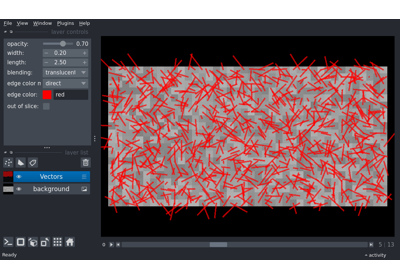 File View Window Plugins Help
layer controls
opacity: 0.70
width: 0.20
length: 2.50
blending: translucent
edge color m direct
edge color: red
out of slice:
layer list
Vectors
background
5 13
Ready
activity